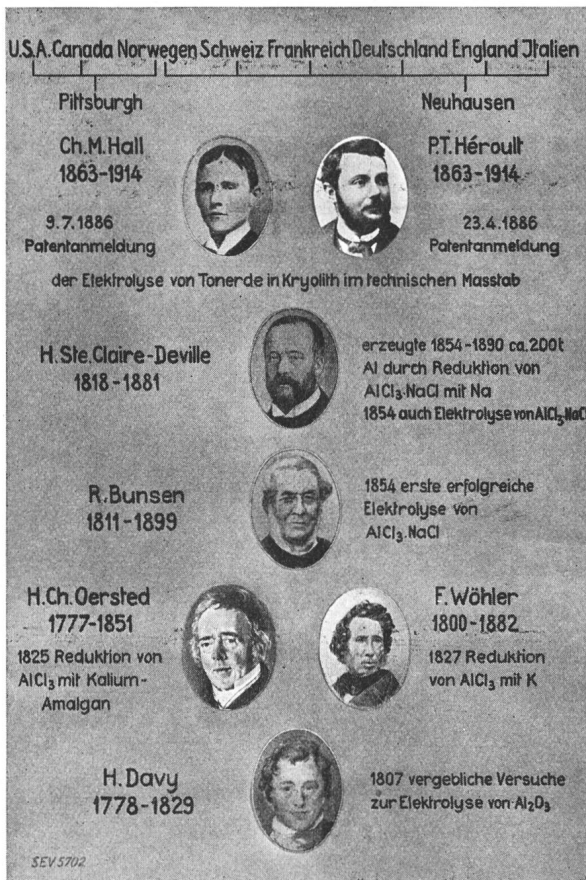 U.S.A. Canada Norwegen Schweiz Frankreich Deutschland England Jtalien
Pittsburgh
Neuhausen
Ch.M. Hall
1863-1914
P.T. Héroult
1863-1914
9.7.1886
Patentanmeldung
23.4.1886
Patentanmeldung
der Elektrolyse von Tonerde in Kryolith im technischen Masstab
H. Ste. Claire-Deville
1818-1881
erzeugte 1854-1890 ca. 200t
Al durch Reduktion von
AlCl₃·NaCl mit Na
1854 auch Elektrolyse von AlCl₃·NaCl
R. Bunsen
1811-1899
1854 erste erfolgreiche
Elektrolyse von
AlCl₃·NaCl
H.Ch. Oersted
1777-1851
1825 Reduktion von
AlCl₃ mit Kalium-
Amalgan
F. Wöhler
1800-1882
1827 Reduktion
von AlCl₃ mit K
H. Davy
1778-1829
1807 vergebliche Versuche
zur Elektrolyse von Al₂O₃
SEV 5702